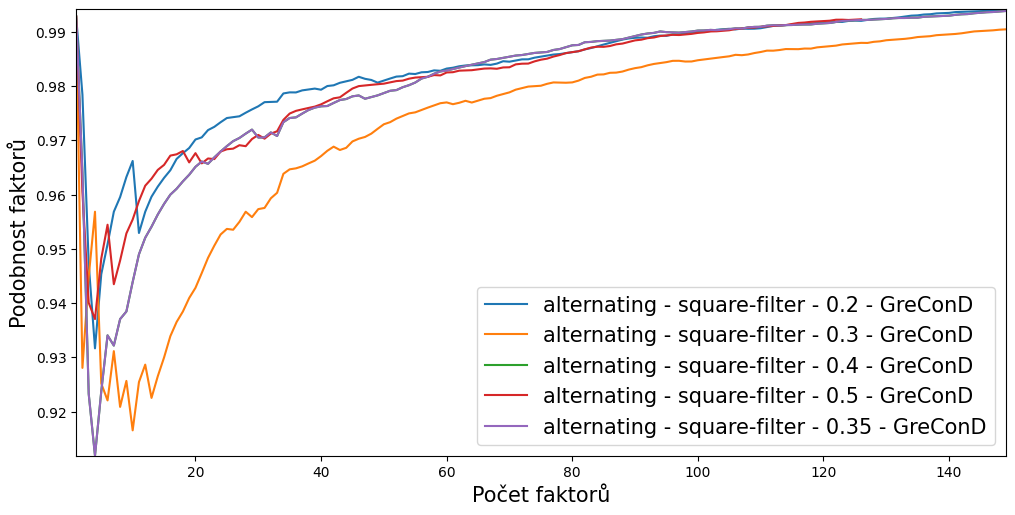 0.99
0.98
0.97
0.96
0.95
0.94
0.93
0.92
Podobnost faktorů
alternating - square-filter - 0.2 - GreConD
alternating - square-filter - 0.3 - GreConD
alternating - square-filter - 0.4 - GreConD
alternating - square-filter - 0.5 - GreConD
alternating - square-filter - 0.35 - GreConD
20 40 60 80 100 120 140
Počet faktorů